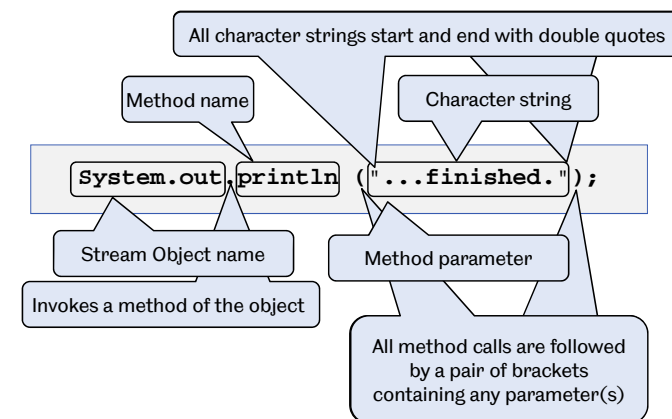 All character strings start and end with double quotes
Method name
Character string
System.out.println ("...finished.");
Stream Object name
Method parameter
Invokes a method of the object
All method calls are followed
by a pair of brackets
containing any parameter(s)